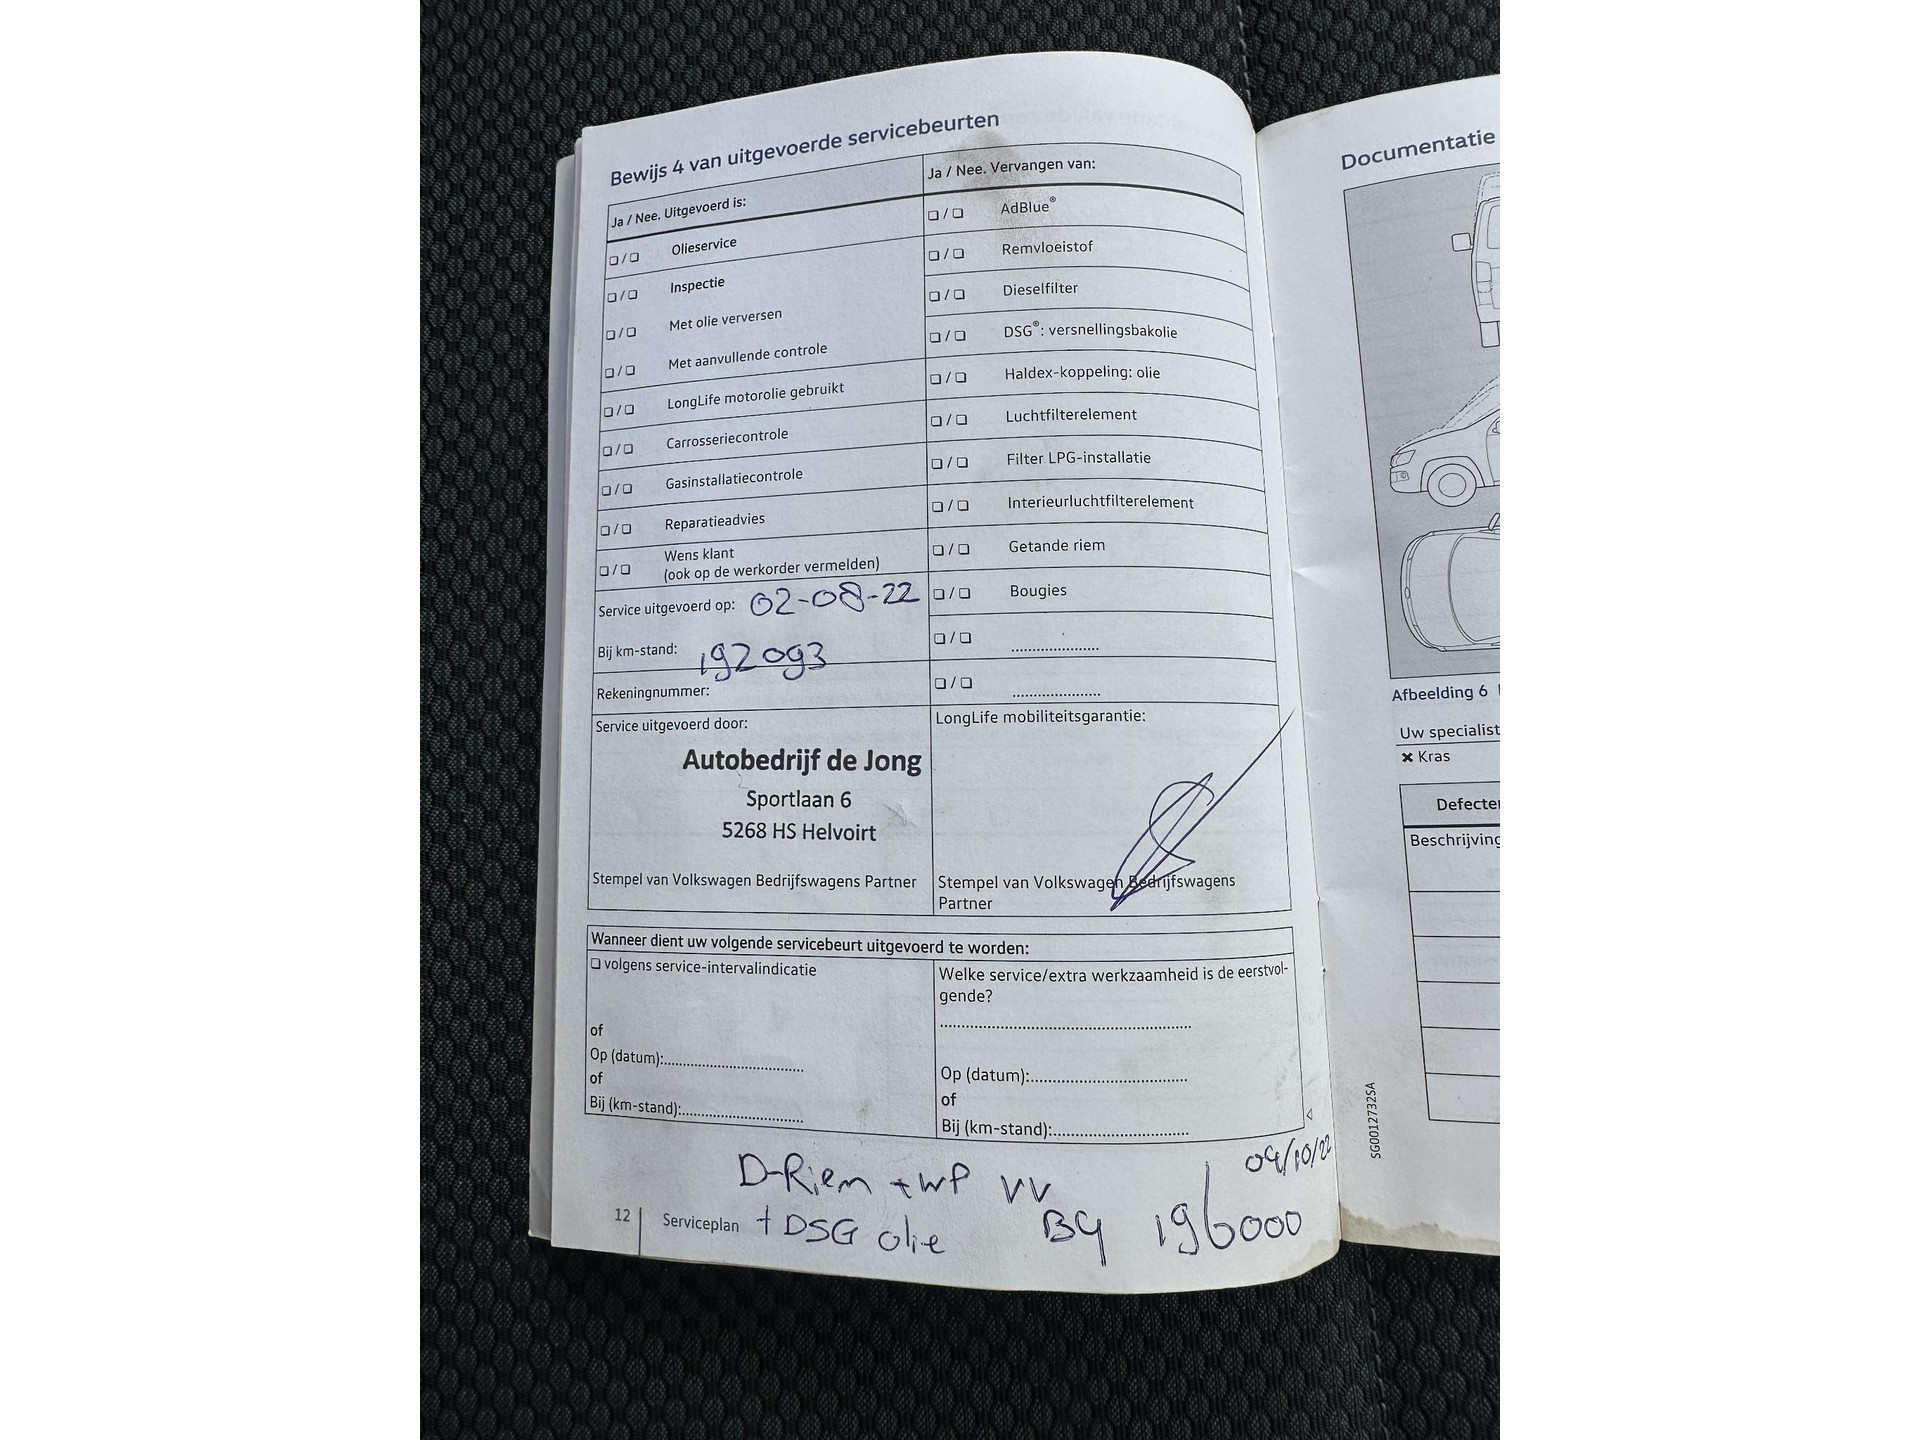 Bewijs 4 van uitgevoerde servicebeurten
Ja / Nee. Uitgevoerd is:
❏ / ❏ Olieservice
❏ / ❏ Inspectie
❏ / ❏ Met olie verversen
❏ / ❏ Met aanvullende controle
❏ / ❏ LongLife motorolie gebruikt
❏ / ❏ Carrosseriecontrole
❏ / ❏ Gasinstallatiecontrole
❏ / ❏ Reparatieadvies
❏ / ❏ Wens klant
(ook op de werkorder vermelden)
Service uitgevoerd op: 02-08-22
Bij km-stand: 192093
Rekeningnummer:
Ja / Nee. Vervangen van:
❏ / ❏ AdBlue®
❏ / ❏ Remvloeistof
❏ / ❏ Dieselfilter
❏ / ❏ DSG®: versnellingsbakolie
❏ / ❏ Haldex-koppeling: olie
❏ / ❏ Luchtfilterelement
❏ / ❏ Filter LPG-installatie
❏ / ❏ Interieurluchtfilterelement
❏ / ❏ Getande riem
❏ / ❏ Bougies
❏ / ❏ .....................
❏ / ❏ .....................
Service uitgevoerd door:
Autobedrijf de Jong
Sportlaan 6
5268 HS Helvoirt
Stempel van Volkswagen Bedrijfswagens Partner
LongLife mobiliteitsgarantie:
Stempel van Volkswagen Bedrijfswagens
Partner
Wanneer dient uw volgende servicebeurt uitgevoerd te worden:
❏ volgens service-intervalindicatie
of
Op (datum):..................................
of
Bij (km-stand):..............................
Welke service/extra werkzaamheid is de eerstvol-
gende?
..............................................................
Op (datum):.......................................
of
Bij (km-stand):..................................
04/10/22
D-Riem + WP VV
+ DSG olie
BY 196000
12 Serviceplan
Documentatie
Afbeelding 6
Uw specialist
✖ Kras
Defecten
Beschrijving
SG0012732SA